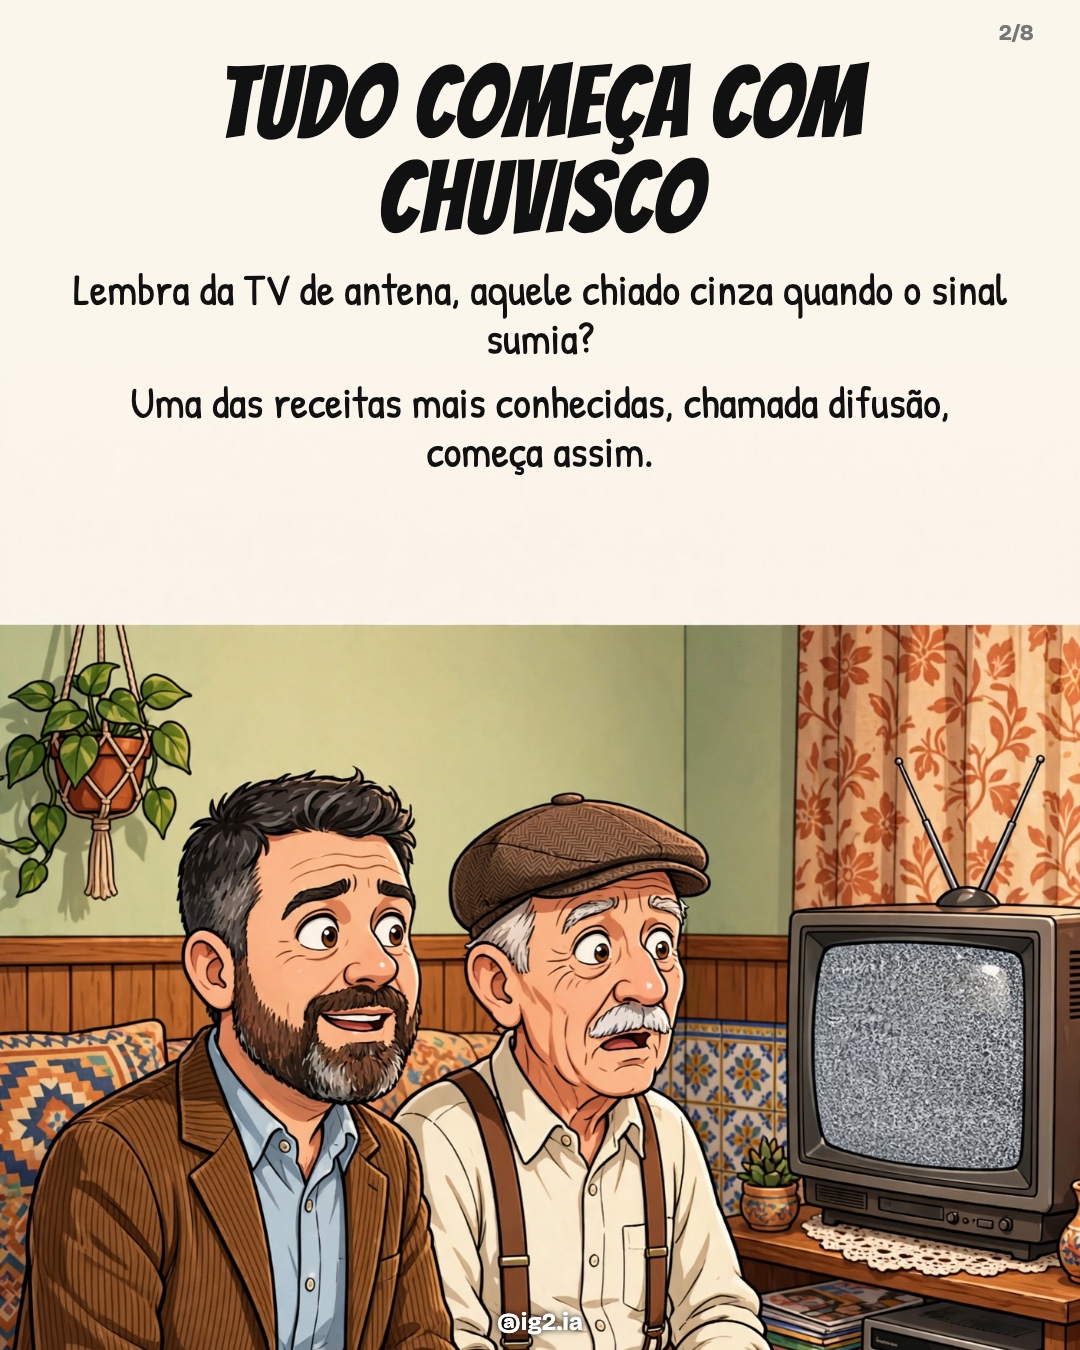 2/8
TUDO COMEÇA COM
CHUVISCO
Lembra da TV de antena, aquele chiado cinza quando o sinal
sumia?
Uma das receitas mais conhecidas, chamada difusão,
começa assim.
@ig2.ia